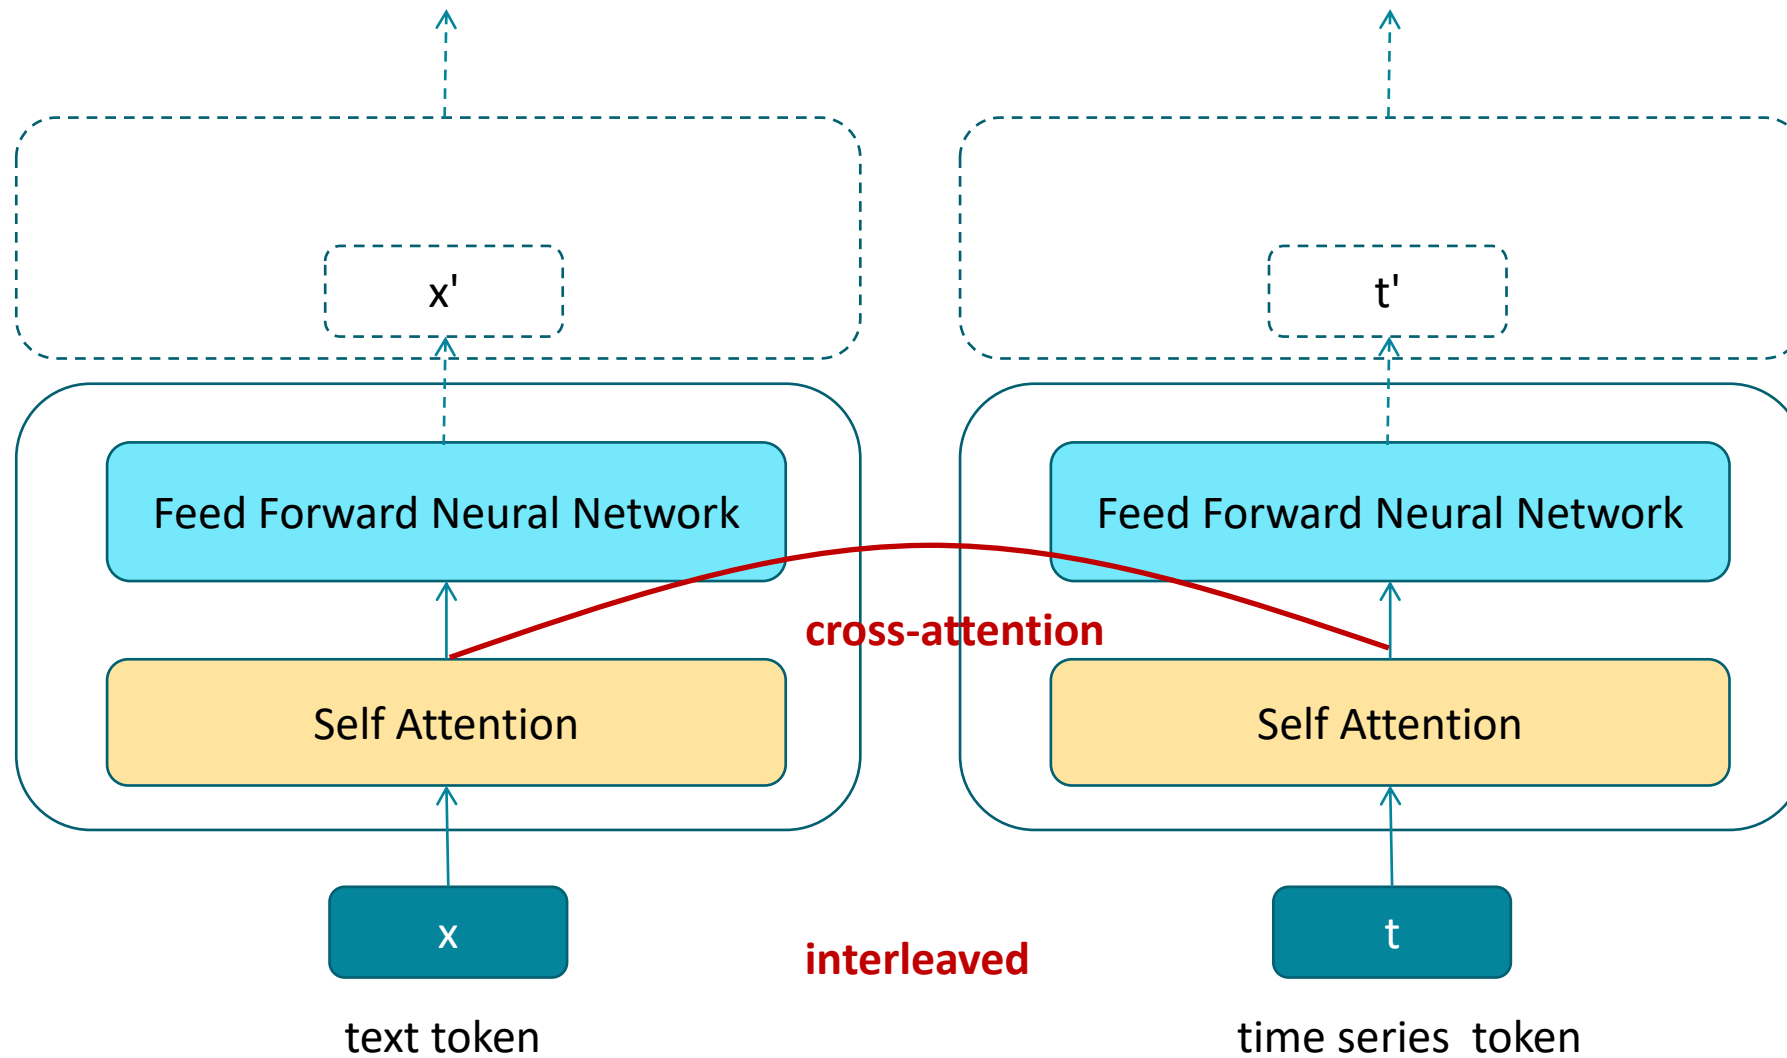 x'
t'
Feed Forward Neural Network
Feed Forward Neural Network
cross-attention
Self Attention
Self Attention
x
t
interleaved
text token
time series  token